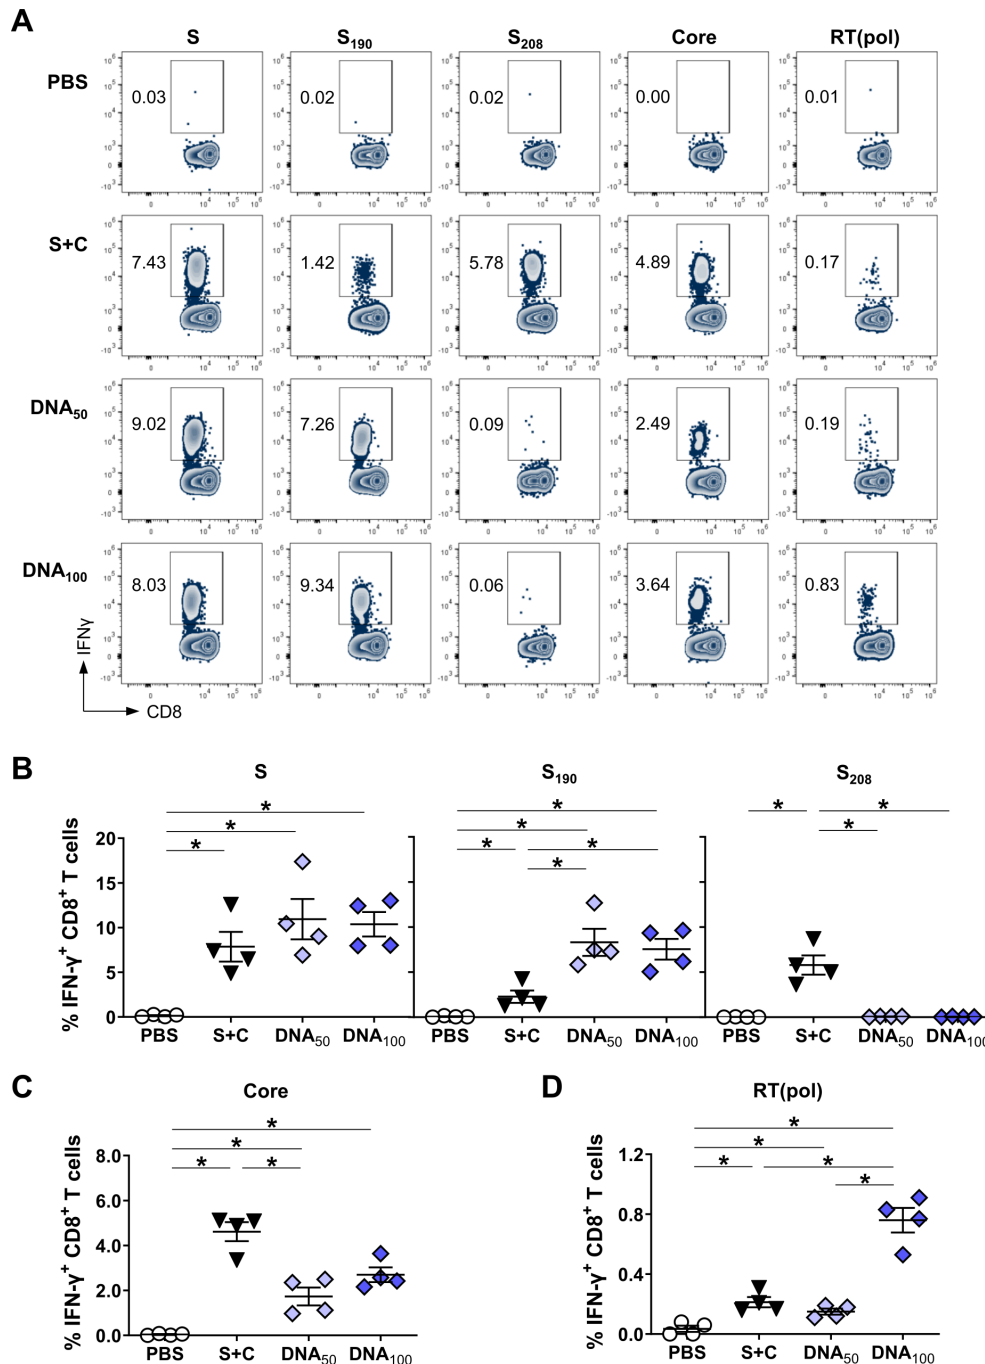 A
S S190 S208 Core RT(pol)
PBS
0.03 0.02 0.02 0.00 0.01
S+C
7.43 1.42 5.78 4.89 0.17
DNA50
9.02 7.26 0.09 2.49 0.19
DNA100
8.03 9.34 0.06 3.64 0.83
IFNγ
CD8
B
S S190 S208
* * * * * * * * * * *
% IFN-γ+ CD8+ T cells
20
15
10
5
0
PBS S+C DNA50 DNA100 PBS S+C DNA50 DNA100 PBS S+C DNA50 DNA100
C
Core
* * * *
% IFN-γ+ CD8+ T cells
8.0
6.0
4.0
2.0
0.0
PBS S+C DNA50 DNA100
D
RT(pol)
* * * * *
% IFN-γ+ CD8+ T cells
1.2
0.8
0.4
0.0
PBS S+C DNA50 DNA100